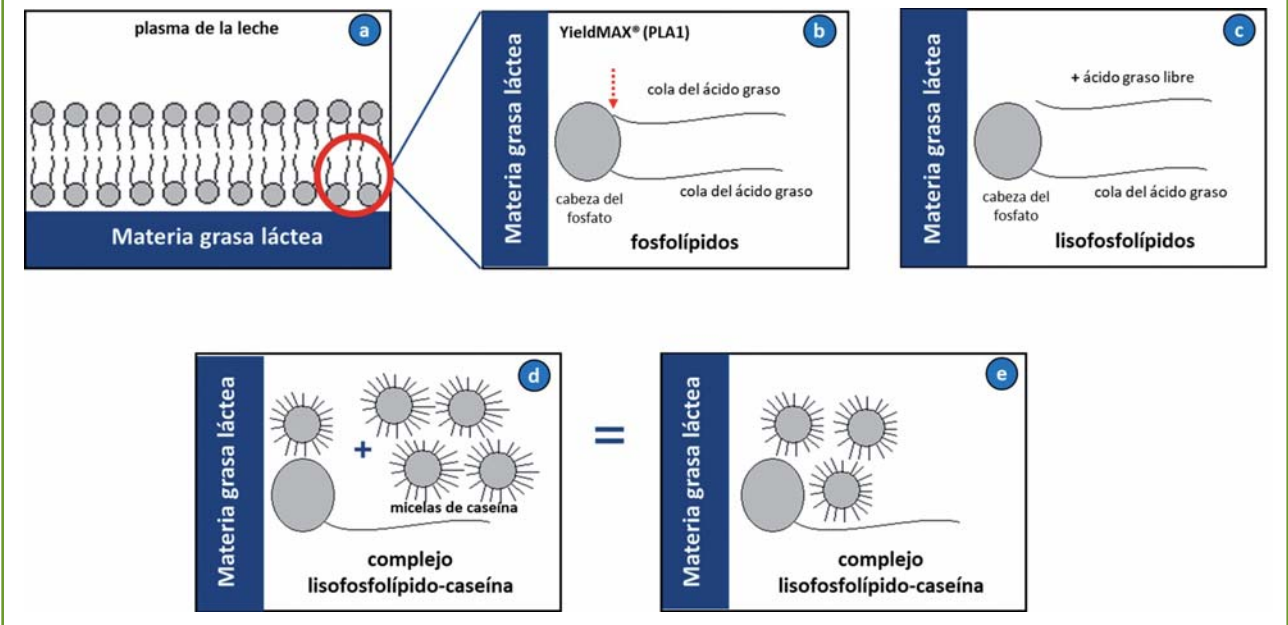 plasma de la leche
a
Materia grasa láctea
Materia grasa láctea
YieldMAX® (PLA1)
b
cola del ácido graso
cola del ácido graso
cabeza del
fosfato
fosfolípidos
Materia grasa láctea
c
+ ácido graso libre
cola del ácido graso
cabeza del
fosfato
lisofosfolípidos
Materia grasa láctea
d
+
micelas de caseína
complejo
lisofosfolípido-caseína
=
Materia grasa láctea
e
complejo
lisofosfolípido-caseína